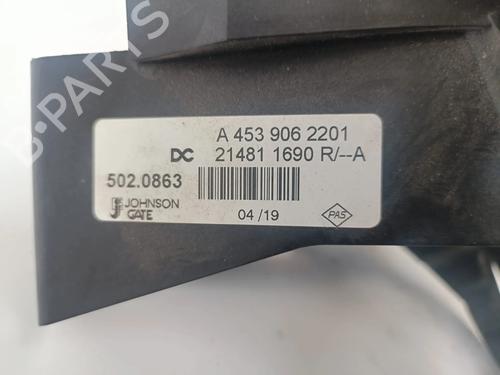 B-PARTS
A 453 906 2201
DC 21481 1690 R/--A
502.0863
JOHNSON
GATE
04 /19
PAS